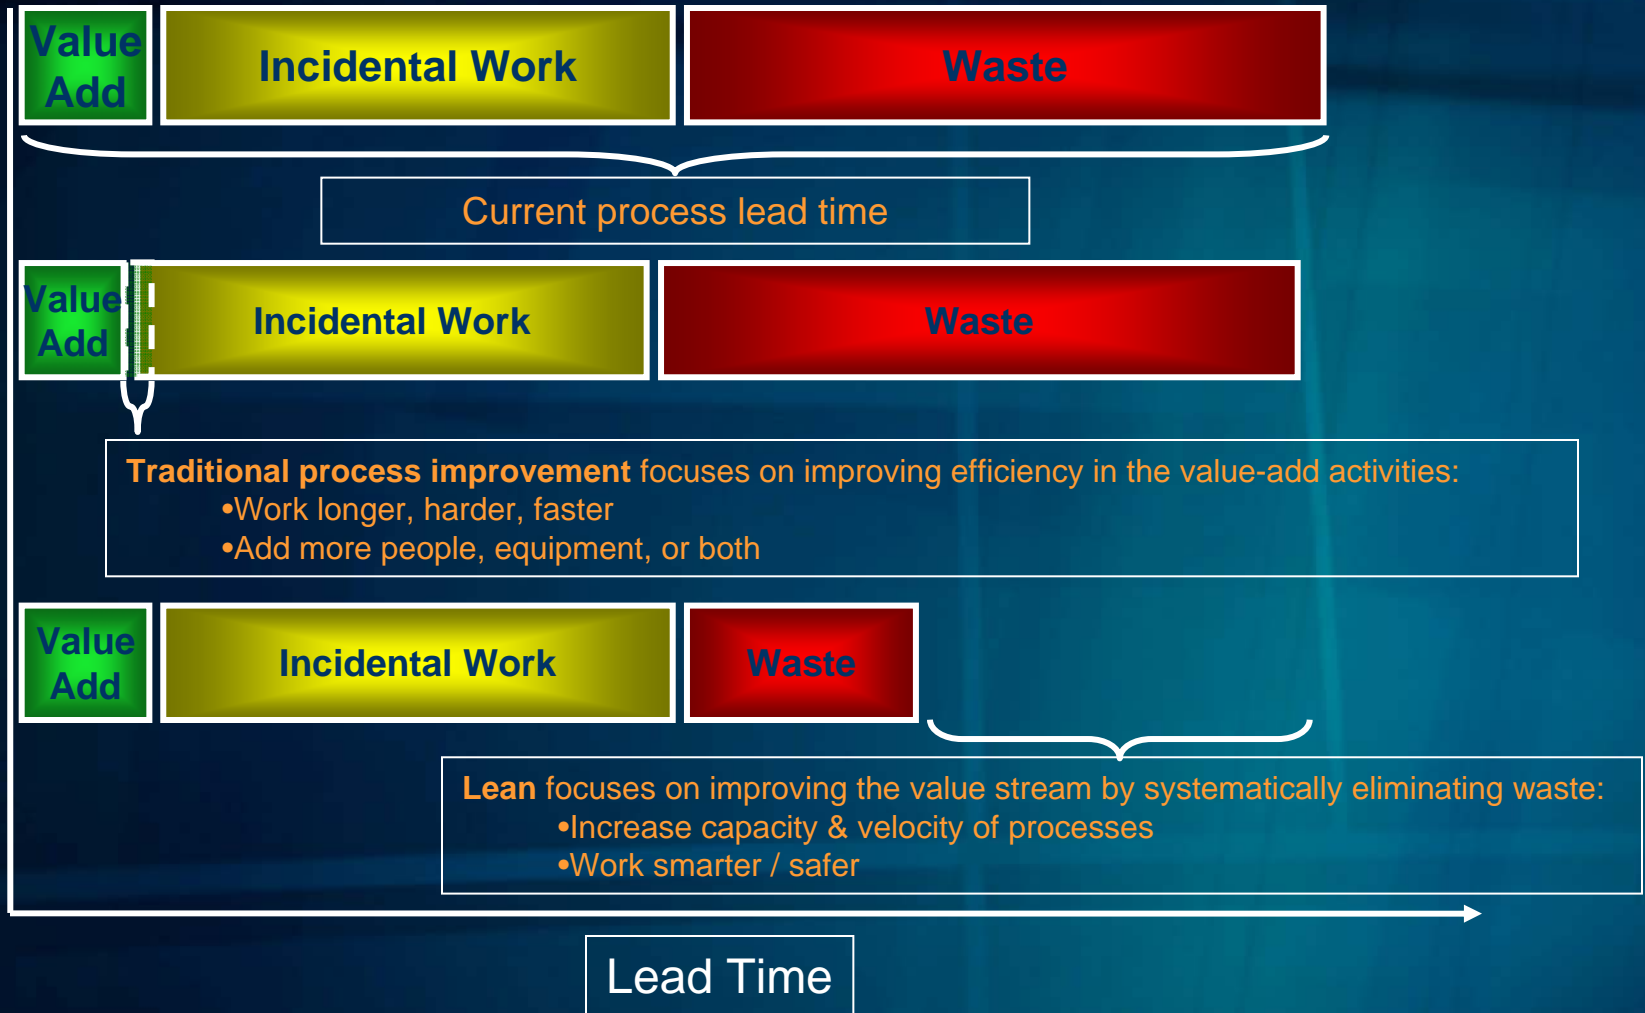 Value
Add
Incidental Work
Waste
Current process lead time
Value
Add
Incidental Work
Waste
Traditional process improvement focuses on improving efficiency in the value-add activities:
•Work longer, harder, faster
•Add more people, equipment, or both
Value
Add
Incidental Work
Waste
Lean focuses on improving the value stream by systematically eliminating waste:
•Increase capacity & velocity of processes
•Work smarter / safer
Lead Time